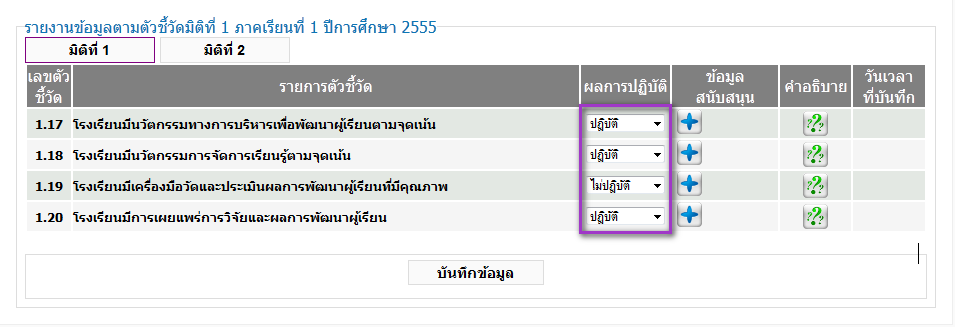 รายงานข้อมูลตามตัวชี้วัดมิติที่ 1 ภาคเรียนที่ 1 ปีการศึกษา 2555
มิติที่ 1 มิติที่ 2
เลขตัว
ชี้วัด
รายการตัวชี้วัด
ผลการปฏิบัติ
ข้อมูล
สนับสนุน
คำอธิบาย
วันเวลา
ที่บันทึก
1.17 โรงเรียนมีนวัตกรรมทางการบริหารเพื่อพัฒนาผู้เรียนตามจุดเน้น ปฏิบัติ ???
1.18 โรงเรียนมีนวัตกรรมการจัดการเรียนรู้ตามจุดเน้น ปฏิบัติ ???
1.19 โรงเรียนมีเครื่องมือวัดและประเมินผลการพัฒนาผู้เรียนที่มีคุณภาพ ไม่ปฏิบัติ ???
1.20 โรงเรียนมีการเผยแพร่การวิจัยและผลการพัฒนาผู้เรียน ปฏิบัติ ???
บันทึกข้อมูล